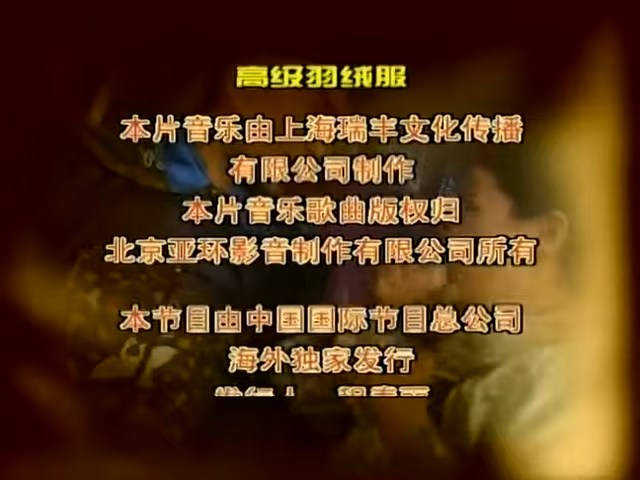 高级羽绒服
本片音乐由上海瑞丰文化传播
有限公司制作
本片音乐歌曲版权归
北京亚环影音制作有限公司所有
本节目由中国国际节目总公司
海外独家发行